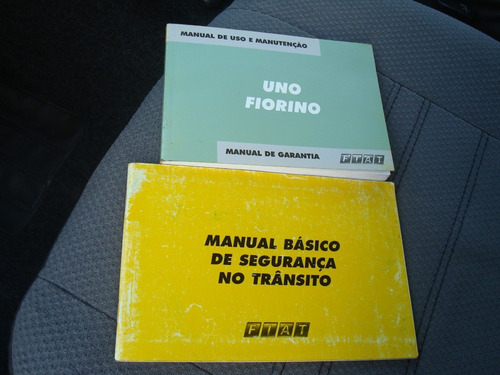 MANUAL DE USO E MANUTENÇÃO
UNO
FIORINO
MANUAL DE GARANTIA FIAT
MANUAL BÁSICO
DE SEGURANÇA
NO TRÂNSITO
FIAT